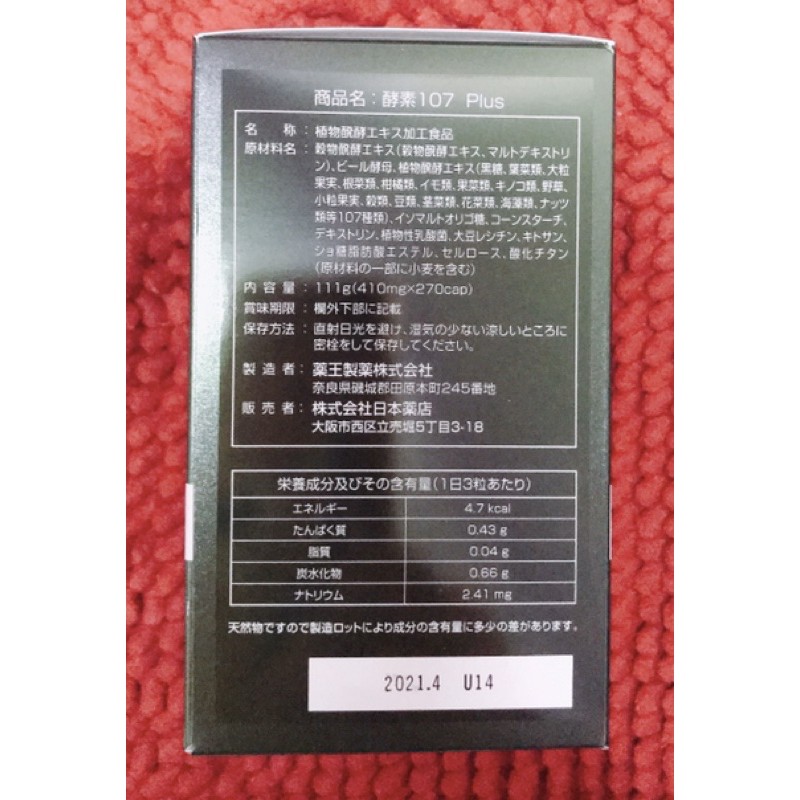 商品名：酵素107 Plus
名　称：植物醗酵エキス加工食品
原材料名：穀物醗酵エキス（穀物醗酵エキス、マルトデキストリ
ン）、ビール酵母、植物醗酵エキス（黒糖、葉菜類、大粒
果実、根菜類、柑橘類、イモ類、果菜類、キノコ類、野草、
小粒果実、穀類、豆類、茎菜類、花菜類、海藻類、ナッツ
類等107種類）、イソマルトオリゴ糖、コーンスターチ、
デキストリン、植物性乳酸菌、大豆レシチン、キトサン、
ショ糖脂肪酸エステル、セルロース、酸化チタン
（原材料の一部に小麦を含む）
内容量：111g（410mg×270cap）
賞味期限：欄外下部に記載
保存方法：直射日光を避け、湿気の少ない涼しいところに
密栓をして保存してください。
製造者：薬王製薬株式会社
奈良県磯城郡田原本町245番地
販売者：株式会社日本薬店
大阪市西区立売堀5丁目3-18
栄養成分及びその含有量（1日3粒あたり）
エネルギー 4.7 kcal
たんぱく質 0.43 g
脂質 0.04 g
炭水化物 0.66 g
ナトリウム 2.41 mg
天然物ですので製造ロットにより成分の含有量に多少の差があります。
2021.4 U14